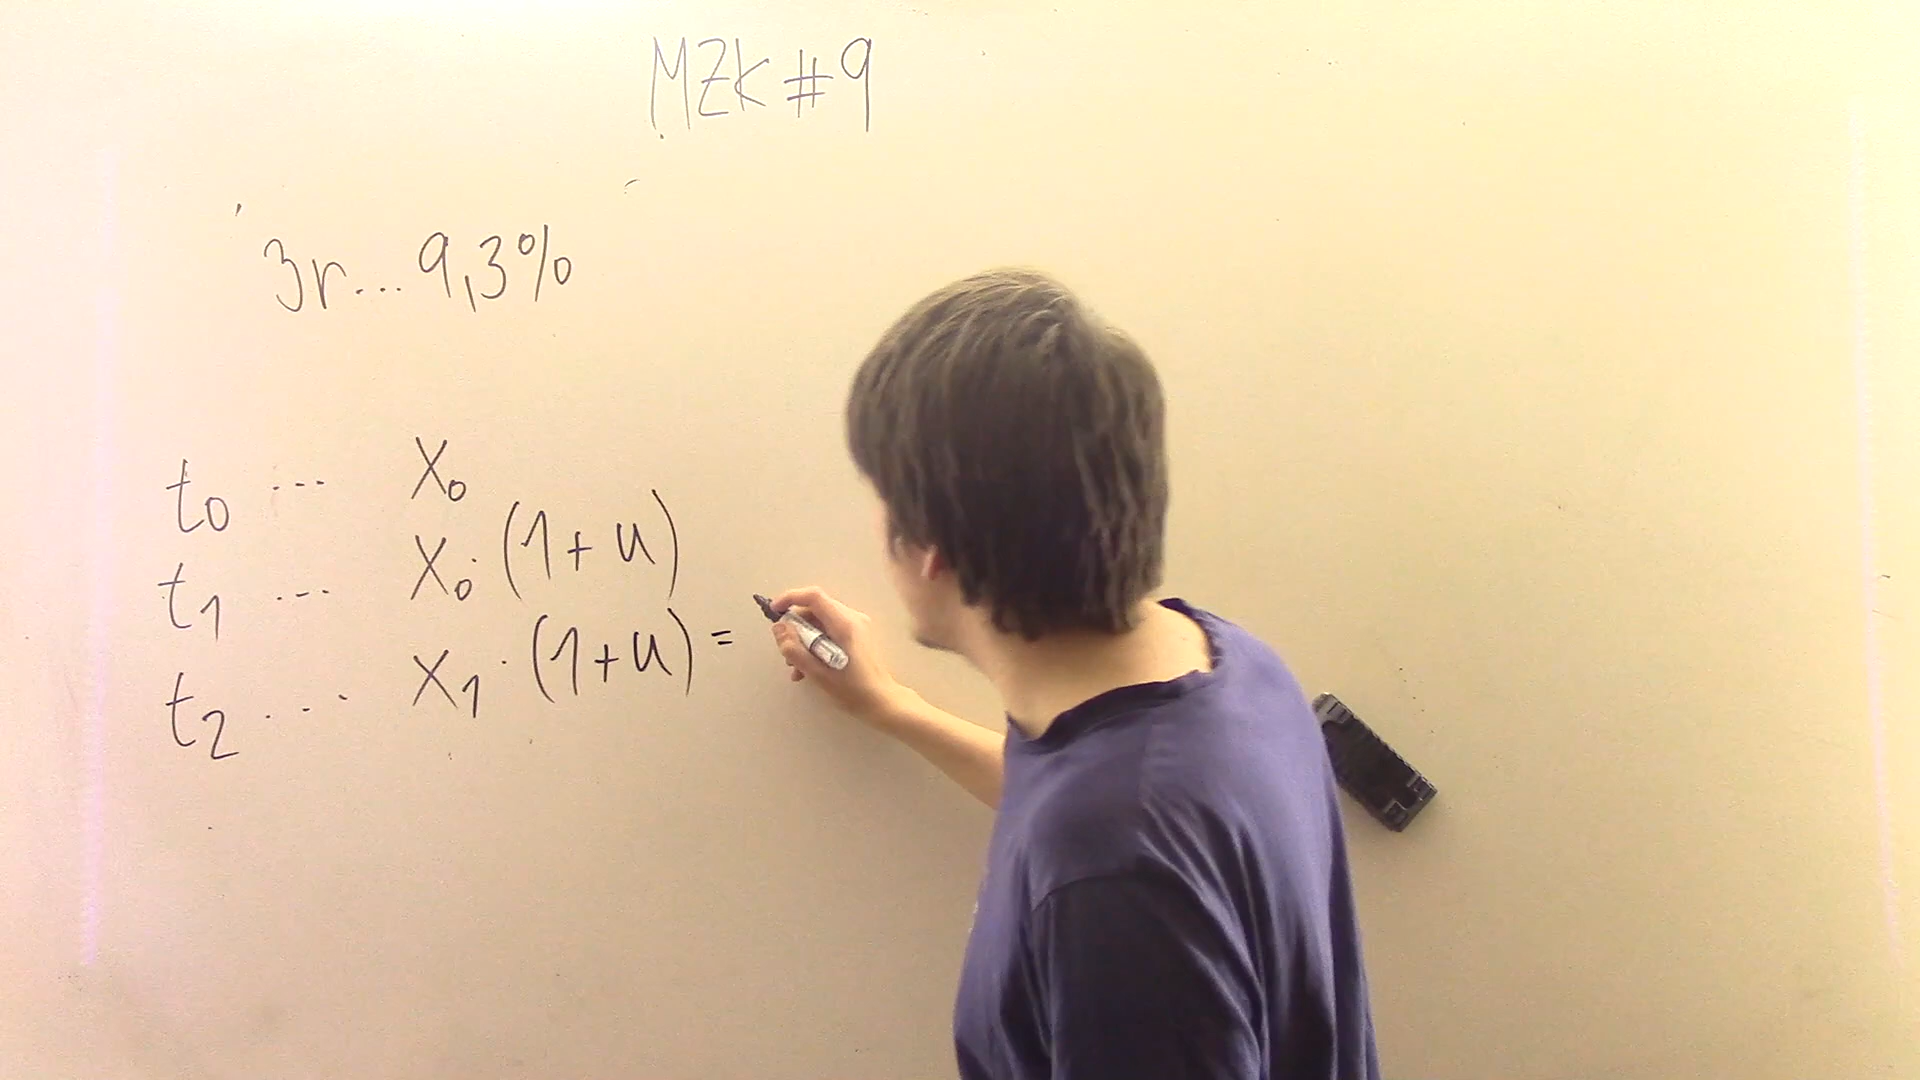 MZK #9
3r... 9,3%
t₀ ... X₀
t₁ ... X₀·(1+u)
t₂ ... X₁·(1+u) =